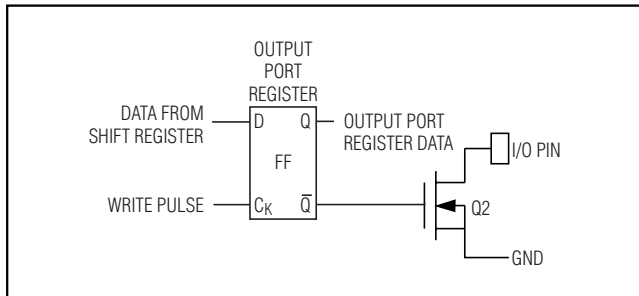 OUTPUT
PORT
REGISTER
DATA FROM
SHIFT REGISTER
D
Q
OUTPUT PORT
REGISTER DATA
FF
I/O PIN
WRITE PULSE
CK
Q̅
Q2
GND